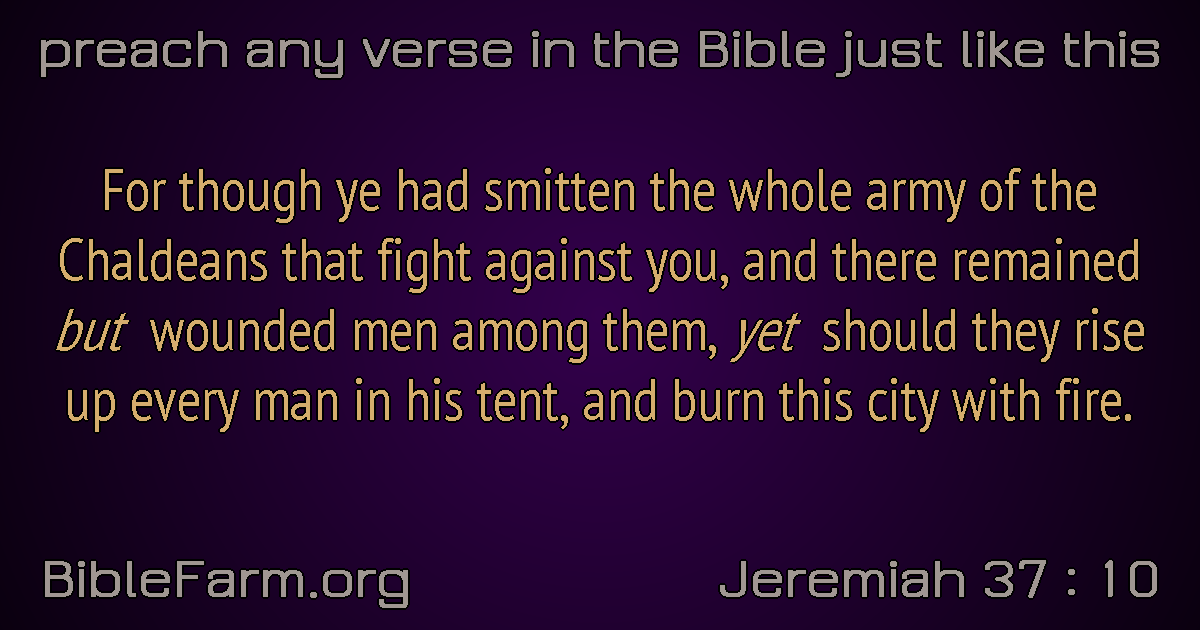 preach any verse in the Bible just like this
For though ye had smitten the whole army of the
Chaldeans that fight against you, and there remained
but wounded men among them, yet should they rise
up every man in his tent, and burn this city with fire.
BibleFarm.org
Jeremiah 37 : 10